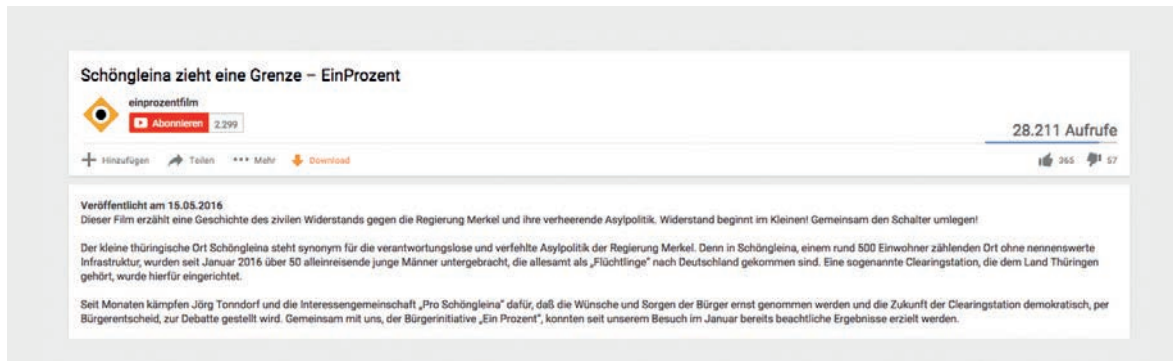 Schöngleina zieht eine Grenze – EinProzent
einprozentfilm
Abonnieren 2.299
28.211 Aufrufe
Hinzufügen Teilen Mehr Download
365 57
Veröffentlicht am 15.05.2016
Dieser Film erzählt eine Geschichte des zivilen Widerstands gegen die Regierung Merkel und ihre verheerende Asylpolitik. Widerstand beginnt im Kleinen! Gemeinsam den Schalter umlegen!
Der kleine thüringische Ort Schöngleina steht synonym für die verantwortungslose und verfehlte Asylpolitik der Regierung Merkel. Denn in Schöngleina, einem rund 500 Einwohner zählenden Ort ohne nennenswerte
Infrastruktur, wurden seit Januar 2016 über 50 alleinreisende junge Männer untergebracht, die allesamt als „Flüchtlinge" nach Deutschland gekommen sind. Eine sogenannte Clearingstation, die dem Land Thüringen
gehört, wurde hierfür eingerichtet.
Seit Monaten kämpfen Jörg Tonndorf und die Interessengemeinschaft „Pro Schöngleina" dafür, daß die Wünsche und Sorgen der Bürger ernst genommen werden und die Zukunft der Clearingstation demokratisch, per
Bürgerentscheid, zur Debatte gestellt wird. Gemeinsam mit uns, der Bürgerinitiative „Ein Prozent", konnten seit unserem Besuch im Januar bereits beachtliche Ergebnisse erzielt werden.